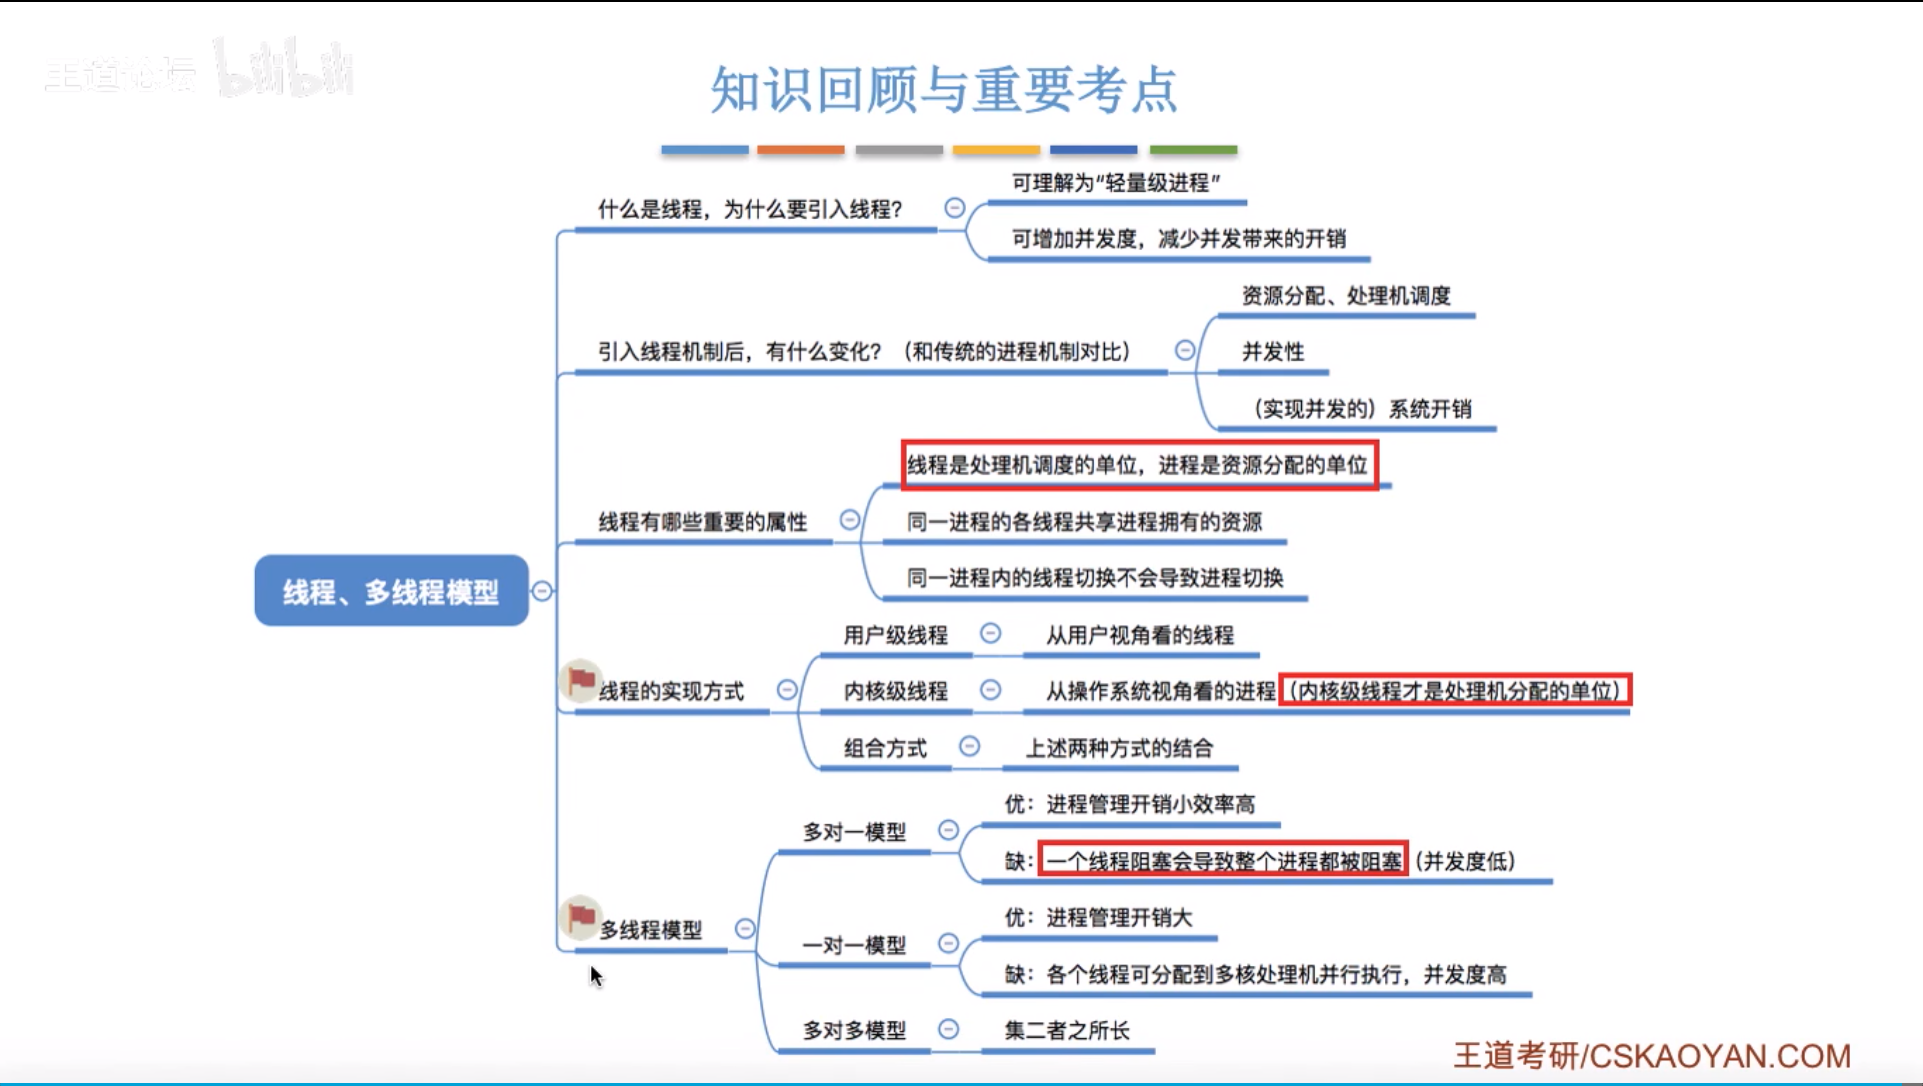 王道论坛 bilibili
知识回顾与重要考点
什么是线程，为什么要引入线程？
可理解为“轻量级进程”
可增加并发度，减少并发带来的开销
引入线程机制后，有什么变化？（和传统的进程机制对比）
资源分配、处理机调度
并发性
（实现并发的）系统开销
线程、多线程模型
线程有哪些重要的属性
线程是处理机调度的单位，进程是资源分配的单位
同一进程的各线程共享进程拥有的资源
同一进程内的线程切换不会导致进程切换
线程的实现方式
用户级线程
从用户视角看的线程
内核级线程
从操作系统视角看的进程（内核级线程才是处理机分配的单位）
组合方式
上述两种方式的结合
多线程模型
多对一模型
优：进程管理开销小效率高
缺：一个线程阻塞会导致整个进程都被阻塞（并发度低）
一对一模型
优：进程管理开销大
缺：各个线程可分配到多核处理机并行执行，并发度高
多对多模型
集二者之所长
王道考研/CSKAOYAN.COM